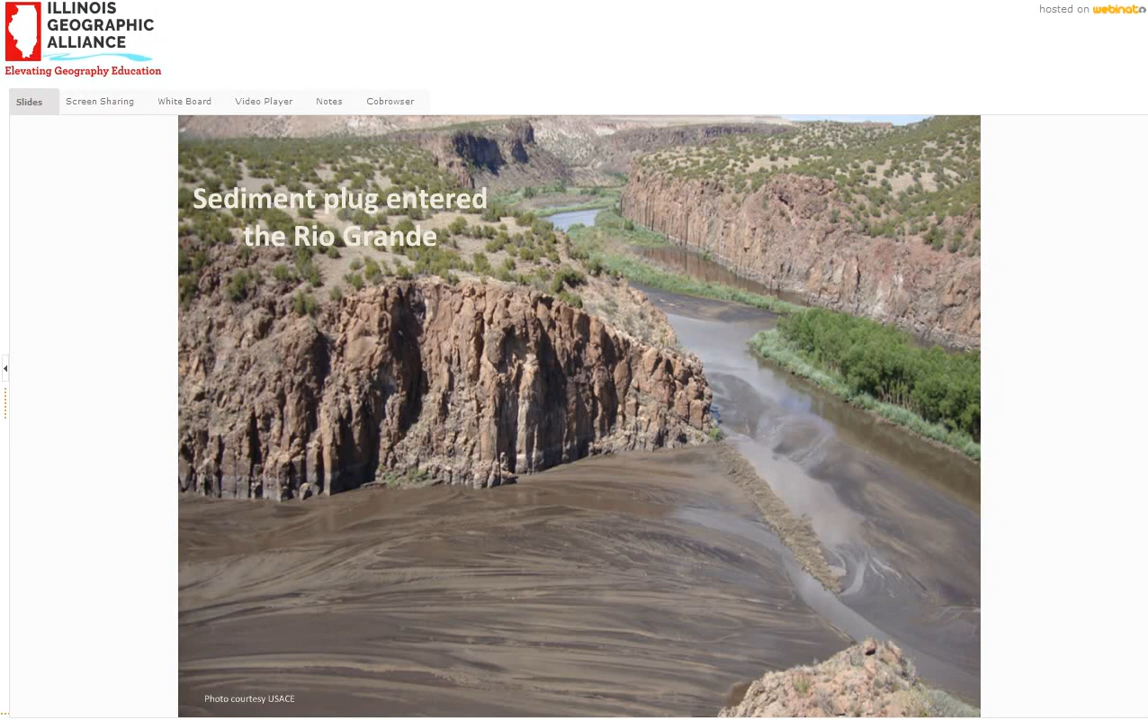 ILLINOIS
GEOGRAPHIC
ALLIANCE
Elevating Geography Education
hosted on webinato
Slides
Screen Sharing
White Board
Video Player
Notes
Cobrowser
Sediment plug entered
the Rio Grande
Photo courtesy USACE